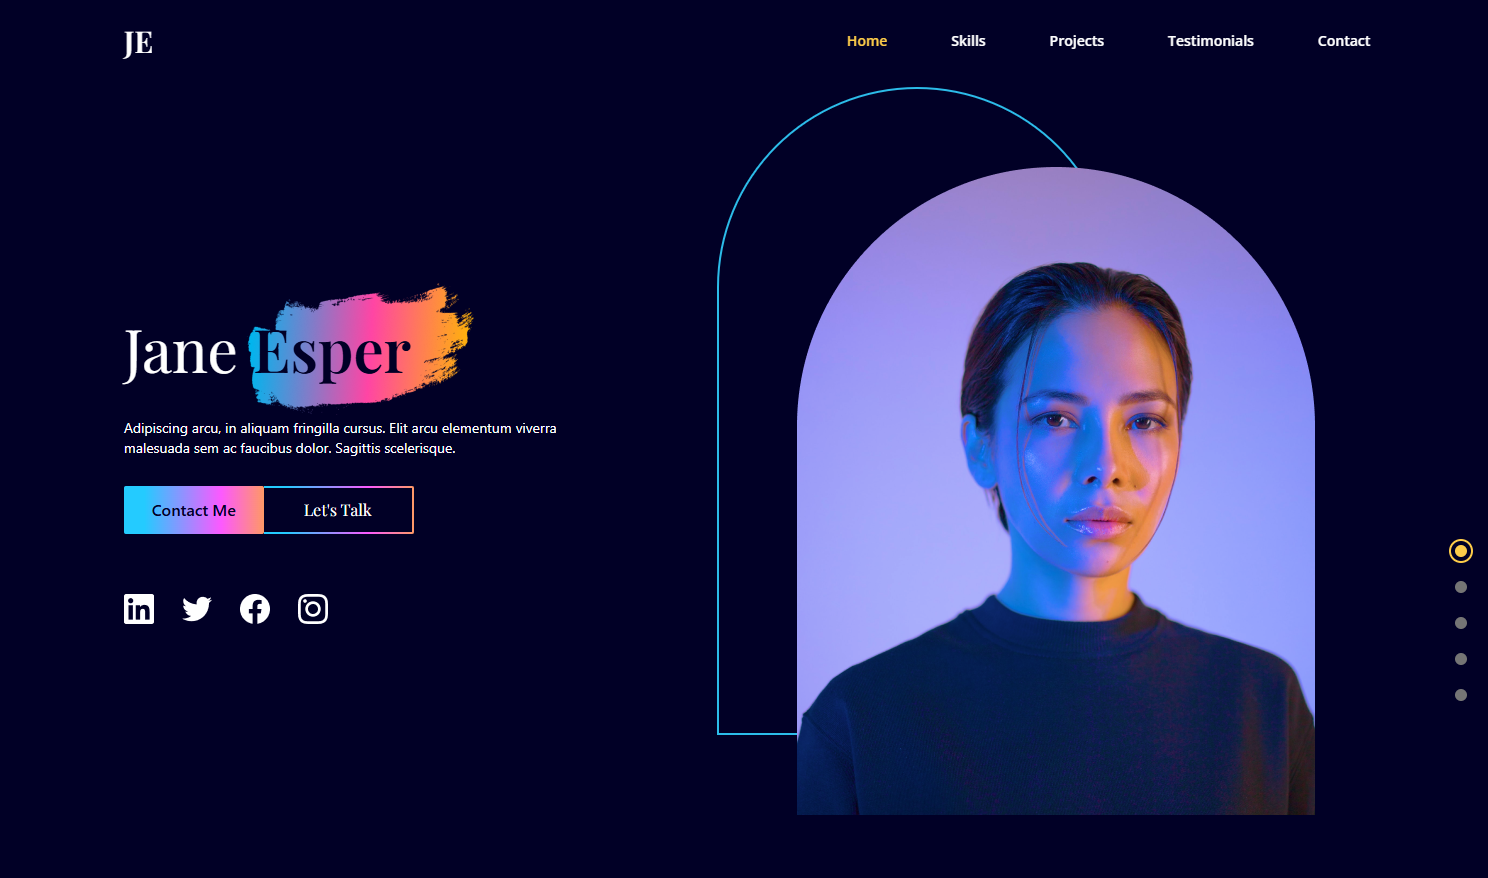 JE
Home Skills Projects Testimonials Contact
Jane Esper
Adipiscing arcu, in aliquam fringilla cursus. Elit arcu elementum viverra
malesuada sem ac faucibus dolor. Sagittis scelerisque.
Contact Me Let's Talk
in